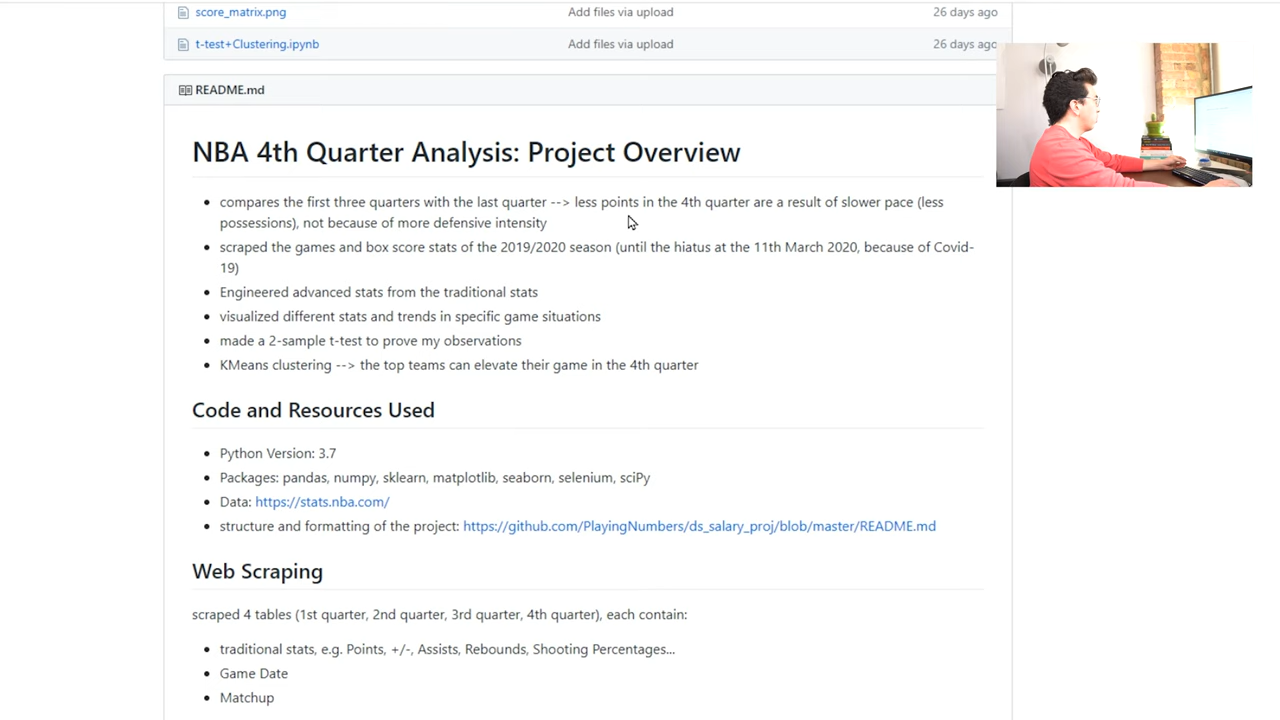 score_matrix.png Add files via upload 26 days ago
t-test+Clustering.ipynb Add files via upload 26 days ago
README.md
NBA 4th Quarter Analysis: Project Overview
compares the first three quarters with the last quarter --> less points in the 4th quarter are a result of slower pace (less
possessions), not because of more defensive intensity
scraped the games and box score stats of the 2019/2020 season (until the hiatus at the 11th March 2020, because of Covid-
19)
Engineered advanced stats from the traditional stats
visualized different stats and trends in specific game situations
made a 2-sample t-test to prove my observations
KMeans clustering --> the top teams can elevate their game in the 4th quarter
Code and Resources Used
Python Version: 3.7
Packages: pandas, numpy, sklearn, matplotlib, seaborn, selenium, sciPy
Data: https://stats.nba.com/
structure and formatting of the project: https://github.com/PlayingNumbers/ds_salary_proj/blob/master/README.md
Web Scraping
scraped 4 tables (1st quarter, 2nd quarter, 3rd quarter, 4th quarter), each contain:
traditional stats, e.g. Points, +/-, Assists, Rebounds, Shooting Percentages...
Game Date
Matchup